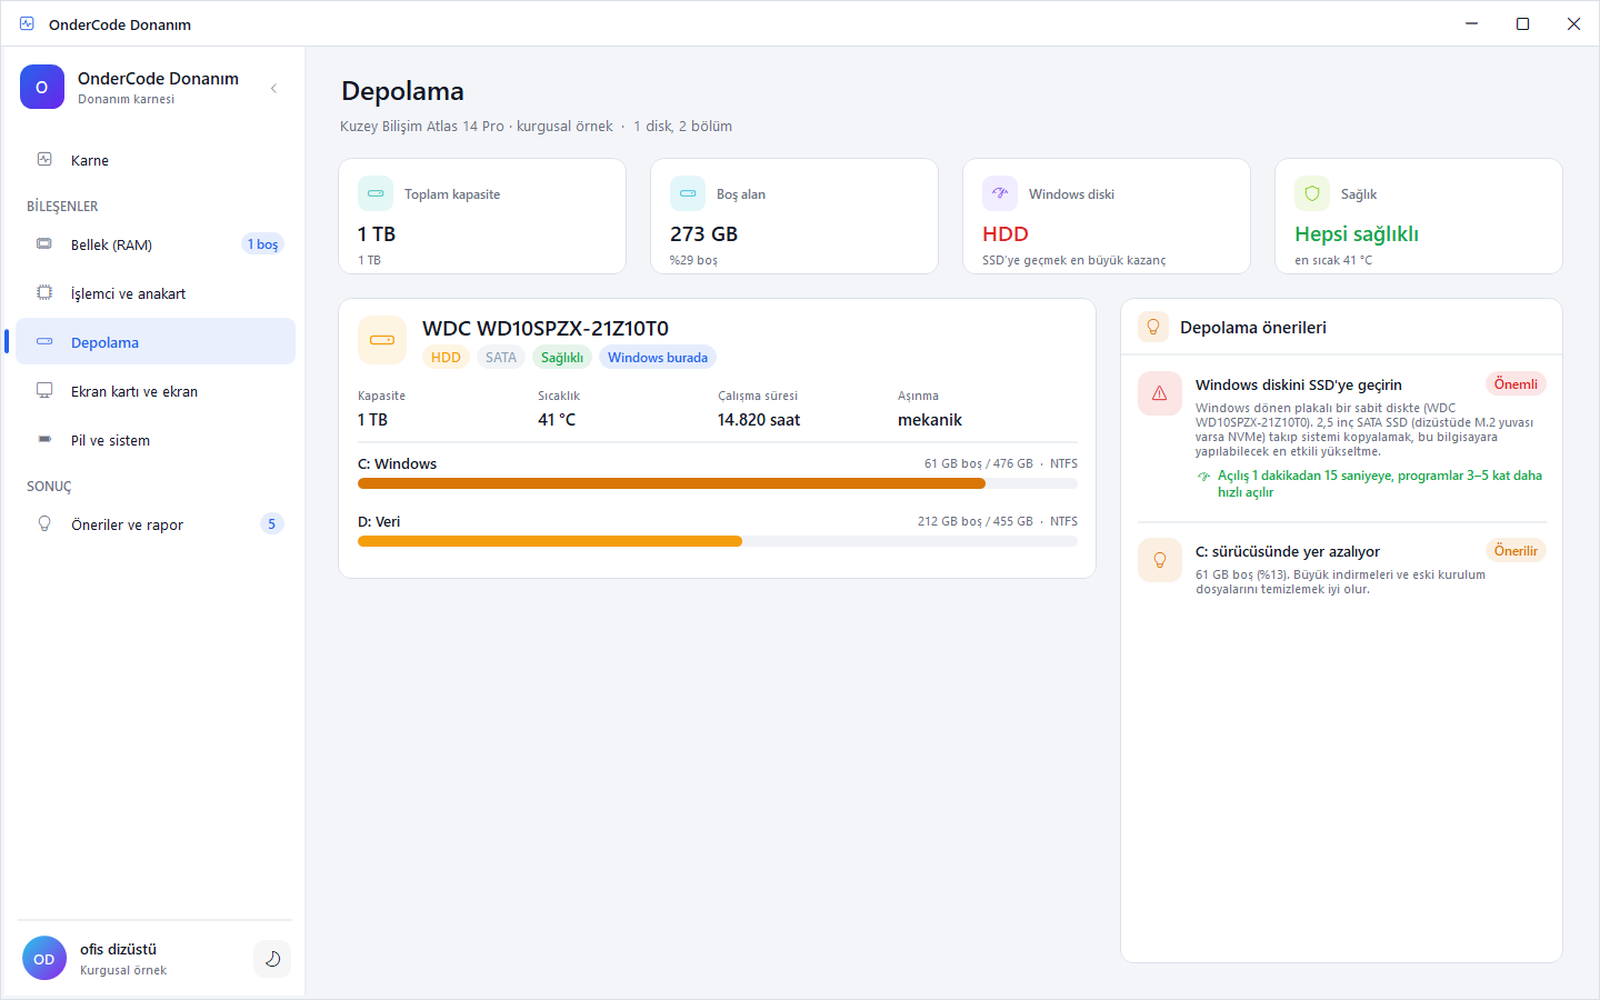 OnderCode Donanım
O
OnderCode Donanım
Donanım karnesi
Karne
BİLEŞENLER
Bellek (RAM)
1 boş
İşlemci ve anakart
Depolama
Ekran kartı ve ekran
Pil ve sistem
SONUÇ
Öneriler ve rapor
5
OD
ofis dizüstü
Kurgusal örnek
Depolama
Kuzey Bilişim Atlas 14 Pro · kurgusal örnek · 1 disk, 2 bölüm
Toplam kapasite
1 TB
1 TB
Boş alan
273 GB
%29 boş
Windows diski
HDD
SSD'ye geçmek en büyük kazanç
Sağlık
Hepsi sağlıklı
en sıcak 41 °C
WDC WD10SPZX-21Z10T0
HDD SATA Sağlıklı Windows burada
Kapasite Sıcaklık Çalışma süresi Aşınma
1 TB 41 °C 14.820 saat mekanik
C: Windows 61 GB boş / 476 GB · NTFS
D: Veri 212 GB boş / 455 GB · NTFS
Depolama önerileri
Windows diskini SSD'ye geçirin
Önemli
Windows dönen plakalı bir sabit diskte (WDC
WD10SPZX-21Z10T0). 2,5 inç SATA SSD (dizüstüde M.2 yuvası
varsa NVMe) takıp sistemi kopyalamak, bu bilgisayara
yapılabilecek en etkili yükseltme.
Açılış 1 dakikadan 15 saniyeye, programlar 3–5 kat daha
hızlı açılır
C: sürücüsünde yer azalıyor
Önerilir
61 GB boş (%13). Büyük indirmeleri ve eski kurulum
dosyalarını temizlemek iyi olur.